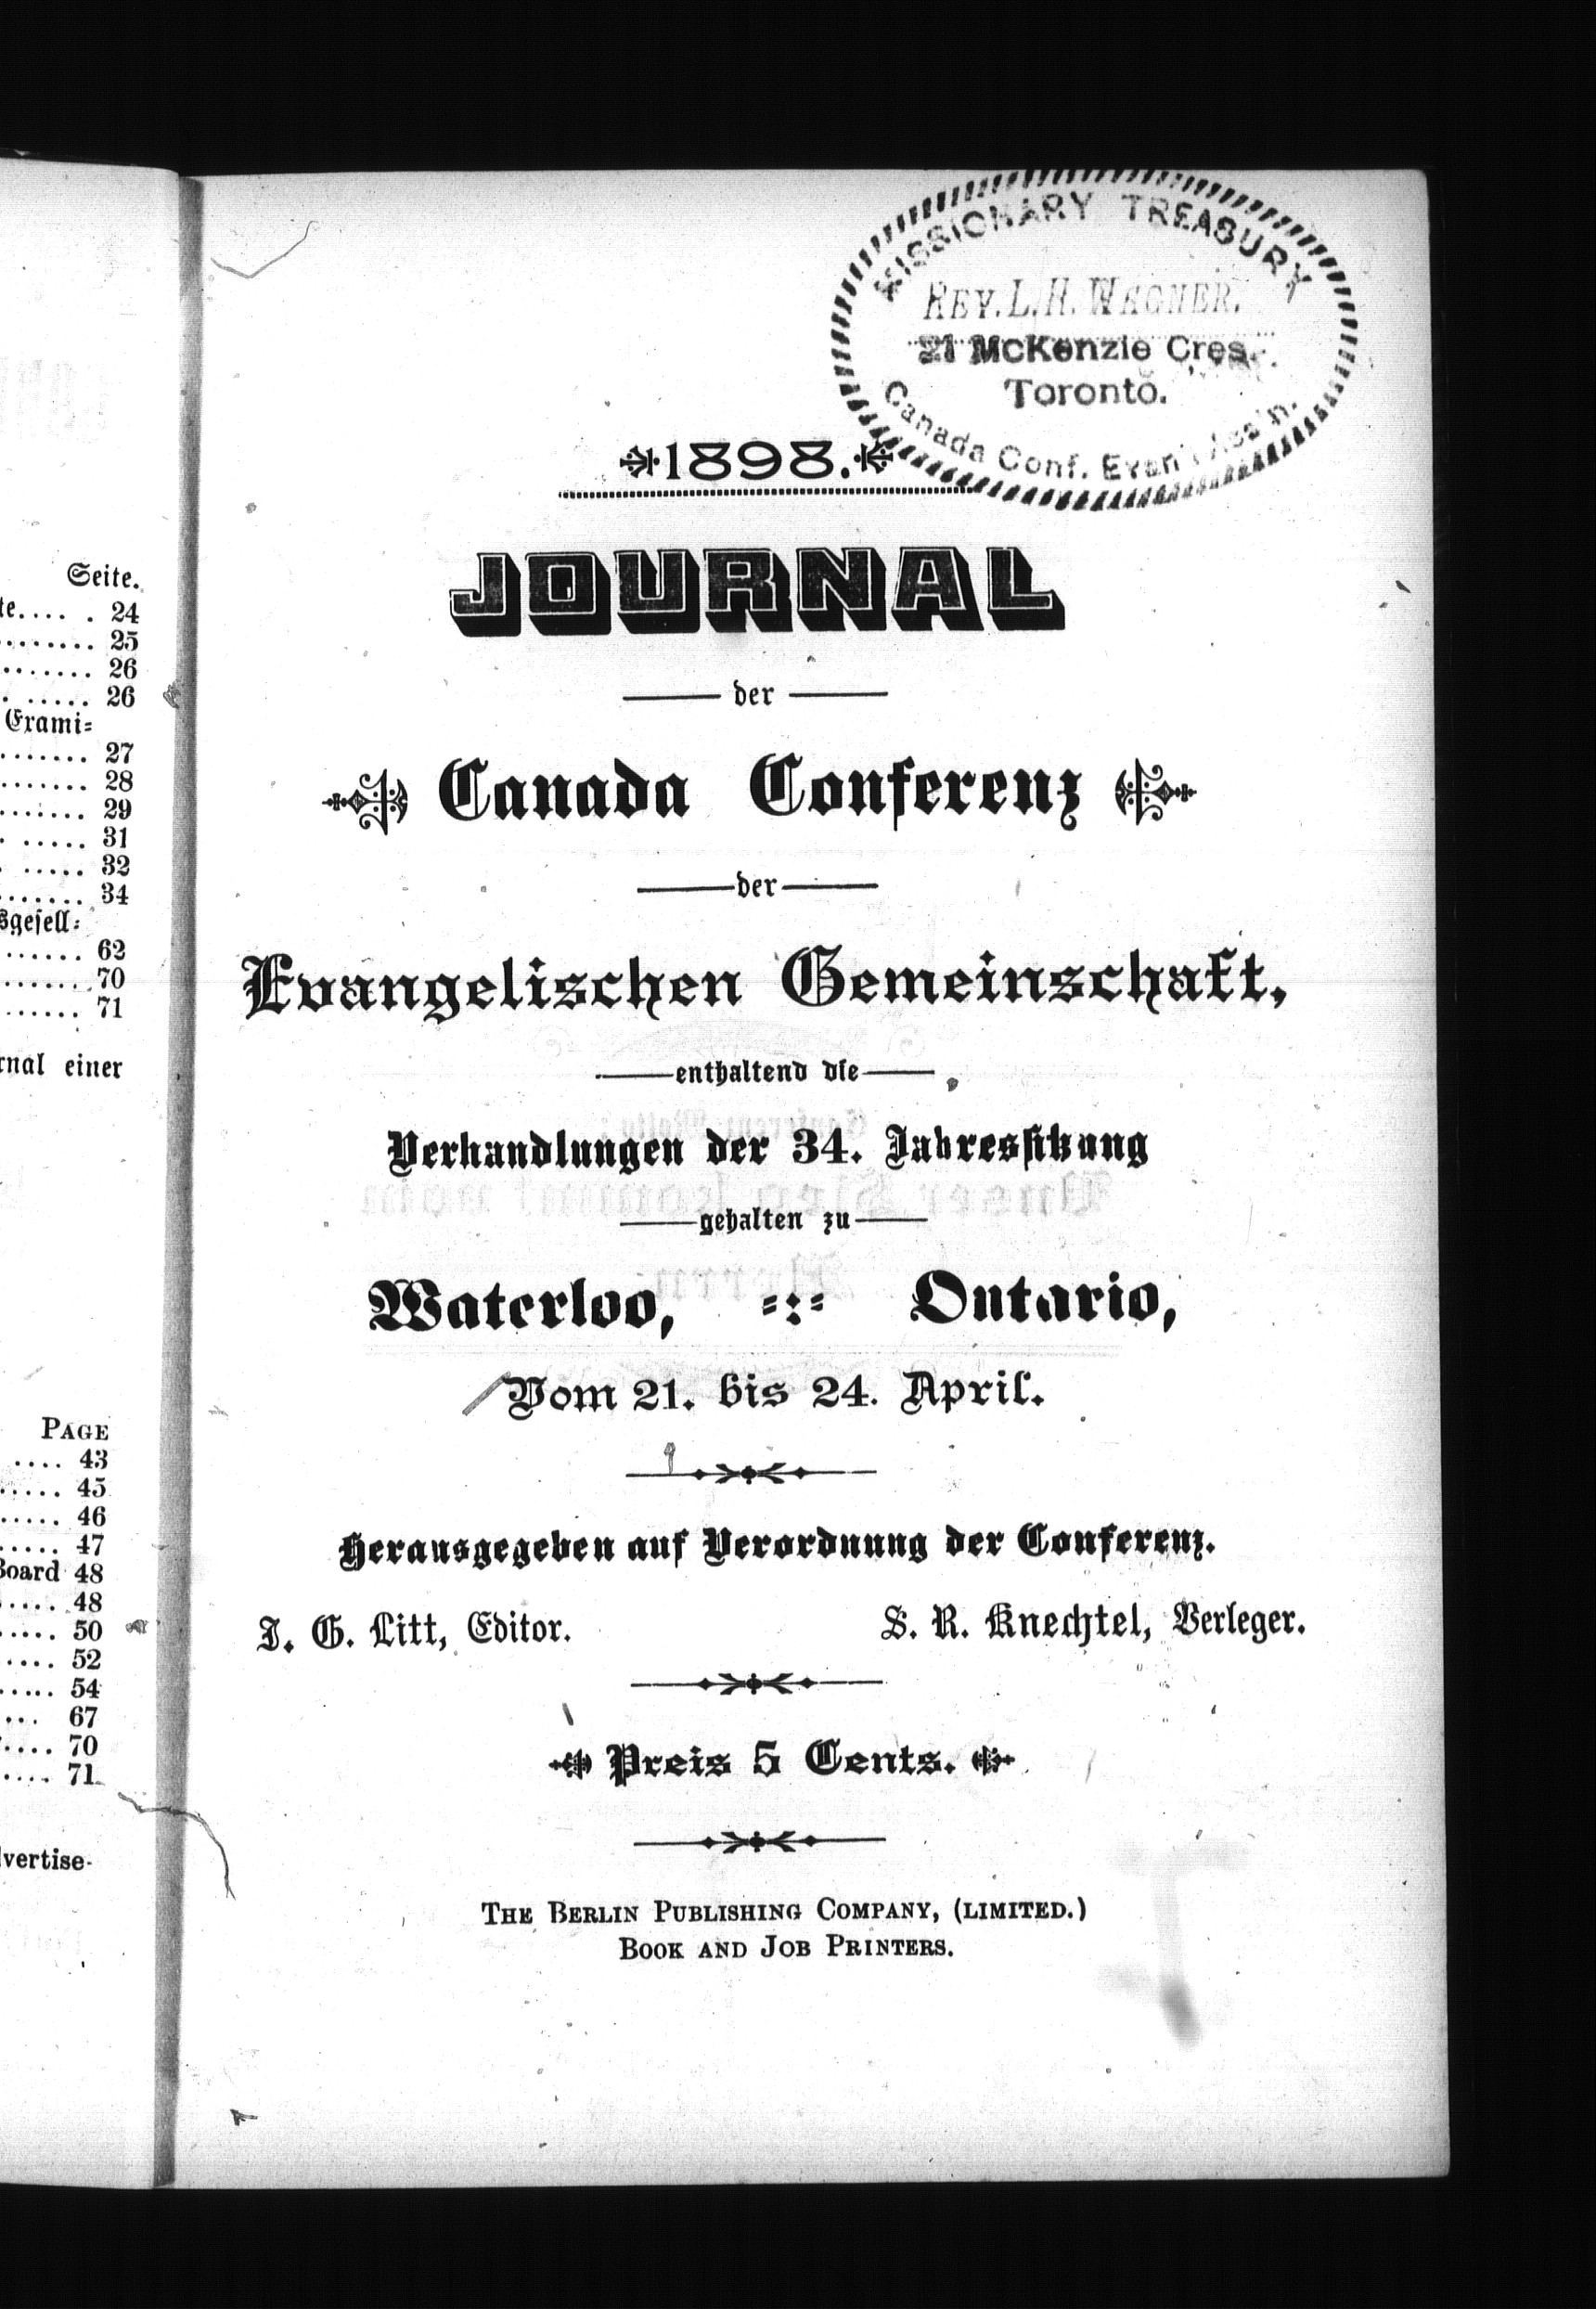 Seite.
te.... . 24
........ 25
....... 26
. ..... 26
Exami=
....... 27
....... 28
....... 29
. ..... 31
. ..... 32
....... 34
sgesell=
...... 62
....... 70
...... 71
rnal einer
PAGE
.... 43
..... 45
..... 46
..... 47
Board 48
..... 48
..... 50
..... 52
..... 54
... 67
..... 70
.... 71
vertise-
MISSIONARY TREASURY
REV. L. H. WAGNER.
21 McKenzie Cres.
Toronto.
Canada Conf. Evan'l Ass'n.
1898.
JOURNAL
der
Canada Conferenz
der
Evangelischen Gemeinschaft,
enthaltend die
Verhandlungen der 34. Jahressitzung
gehalten zu
Waterloo, =:= Ontario,
Vom 21. bis 24. April.
Herausgegeben auf Verordnung der Conferenz.
J. G. Litt, Editor. S. R. Knechtel, Verleger.
Preis 5 Cents.
THE BERLIN PUBLISHING COMPANY, (LIMITED.)
BOOK AND JOB PRINTERS.